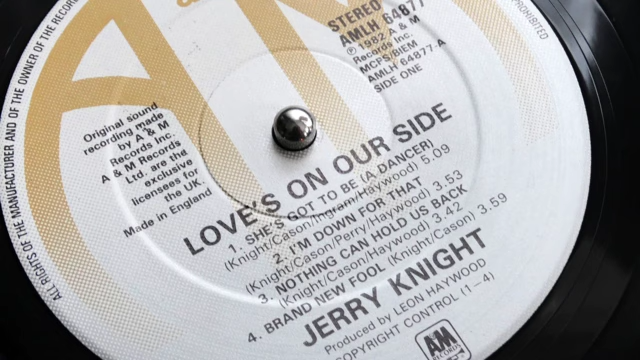 STEREO
AMLH 64877
℗ 1982 A & M
Records Inc.
MCPS/BIEM
AMLH 64877-A
SIDE ONE
Original sound
recording made
by A & M
Records Inc.
A & M Records
Ltd. are the
exclusive
licensees for
the UK.
Made in England
LOVE'S ON OUR SIDE
1. SHE'S GOT TO BE (A DANCER)
(Knight/Cason/Ingram/Haywood) 5.09
2. I'M DOWN FOR THAT
(Knight/Cason/Perry/Haywood) 3.53
3. NOTHING CAN HOLD US BACK
(Knight/Cason/Haywood) 3.42
4. BRAND NEW FOOL (Knight/Cason) 3.59
JERRY KNIGHT
Produced by LEON HAYWOOD
COPYRIGHT CONTROL (1–4)
AM
RECORDS
ALL RIGHTS OF THE MANUFACTURER AND OF THE OWNER OF THE RECORDED
PROHIBITED